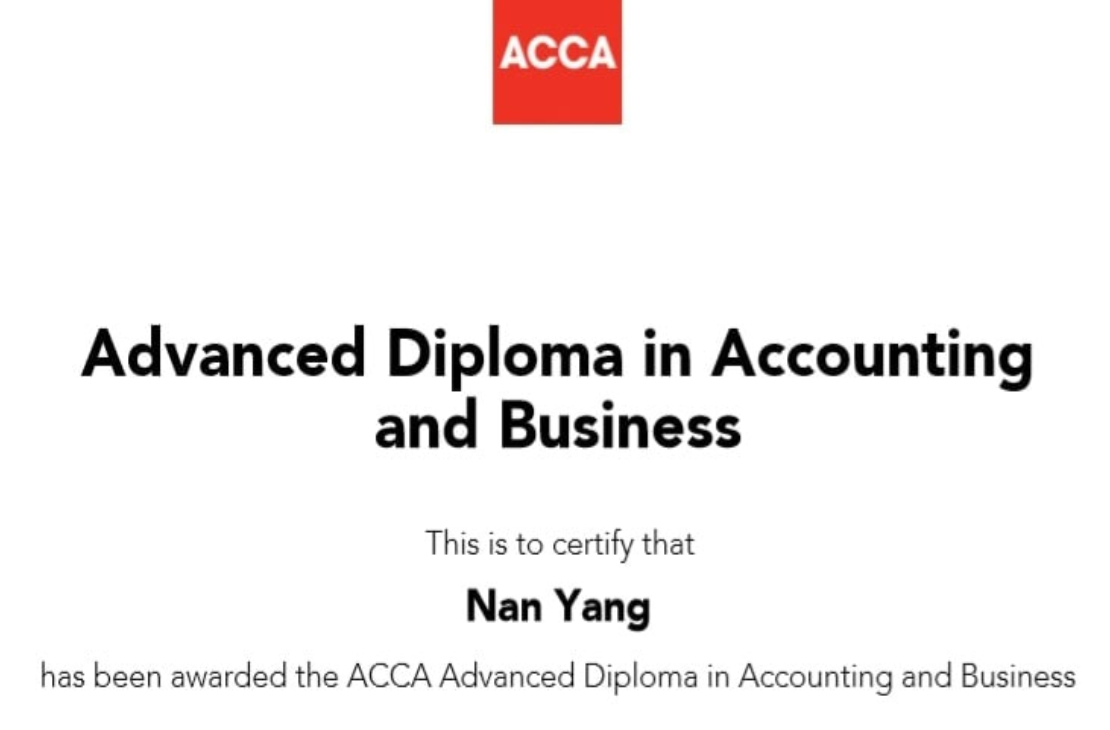 ACCA
Advanced Diploma in Accounting
and Business
This is to certify that
Nan Yang
has been awarded the ACCA Advanced Diploma in Accounting and Business